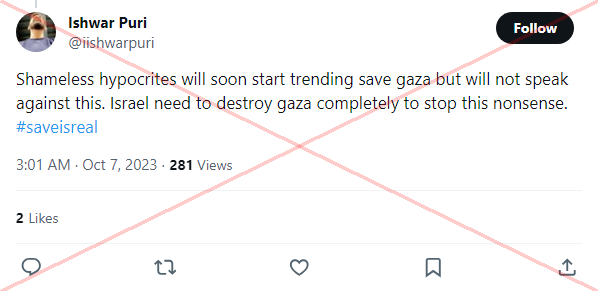 Ishwar Puri
@iishwarpuri
Follow
Shameless hypocrites will soon start trending save gaza but will not speak
against this. Israel need to destroy gaza completely to stop this nonsense.
#saveisreal
3:01 AM · Oct 7, 2023 · 281 Views
2 Likes